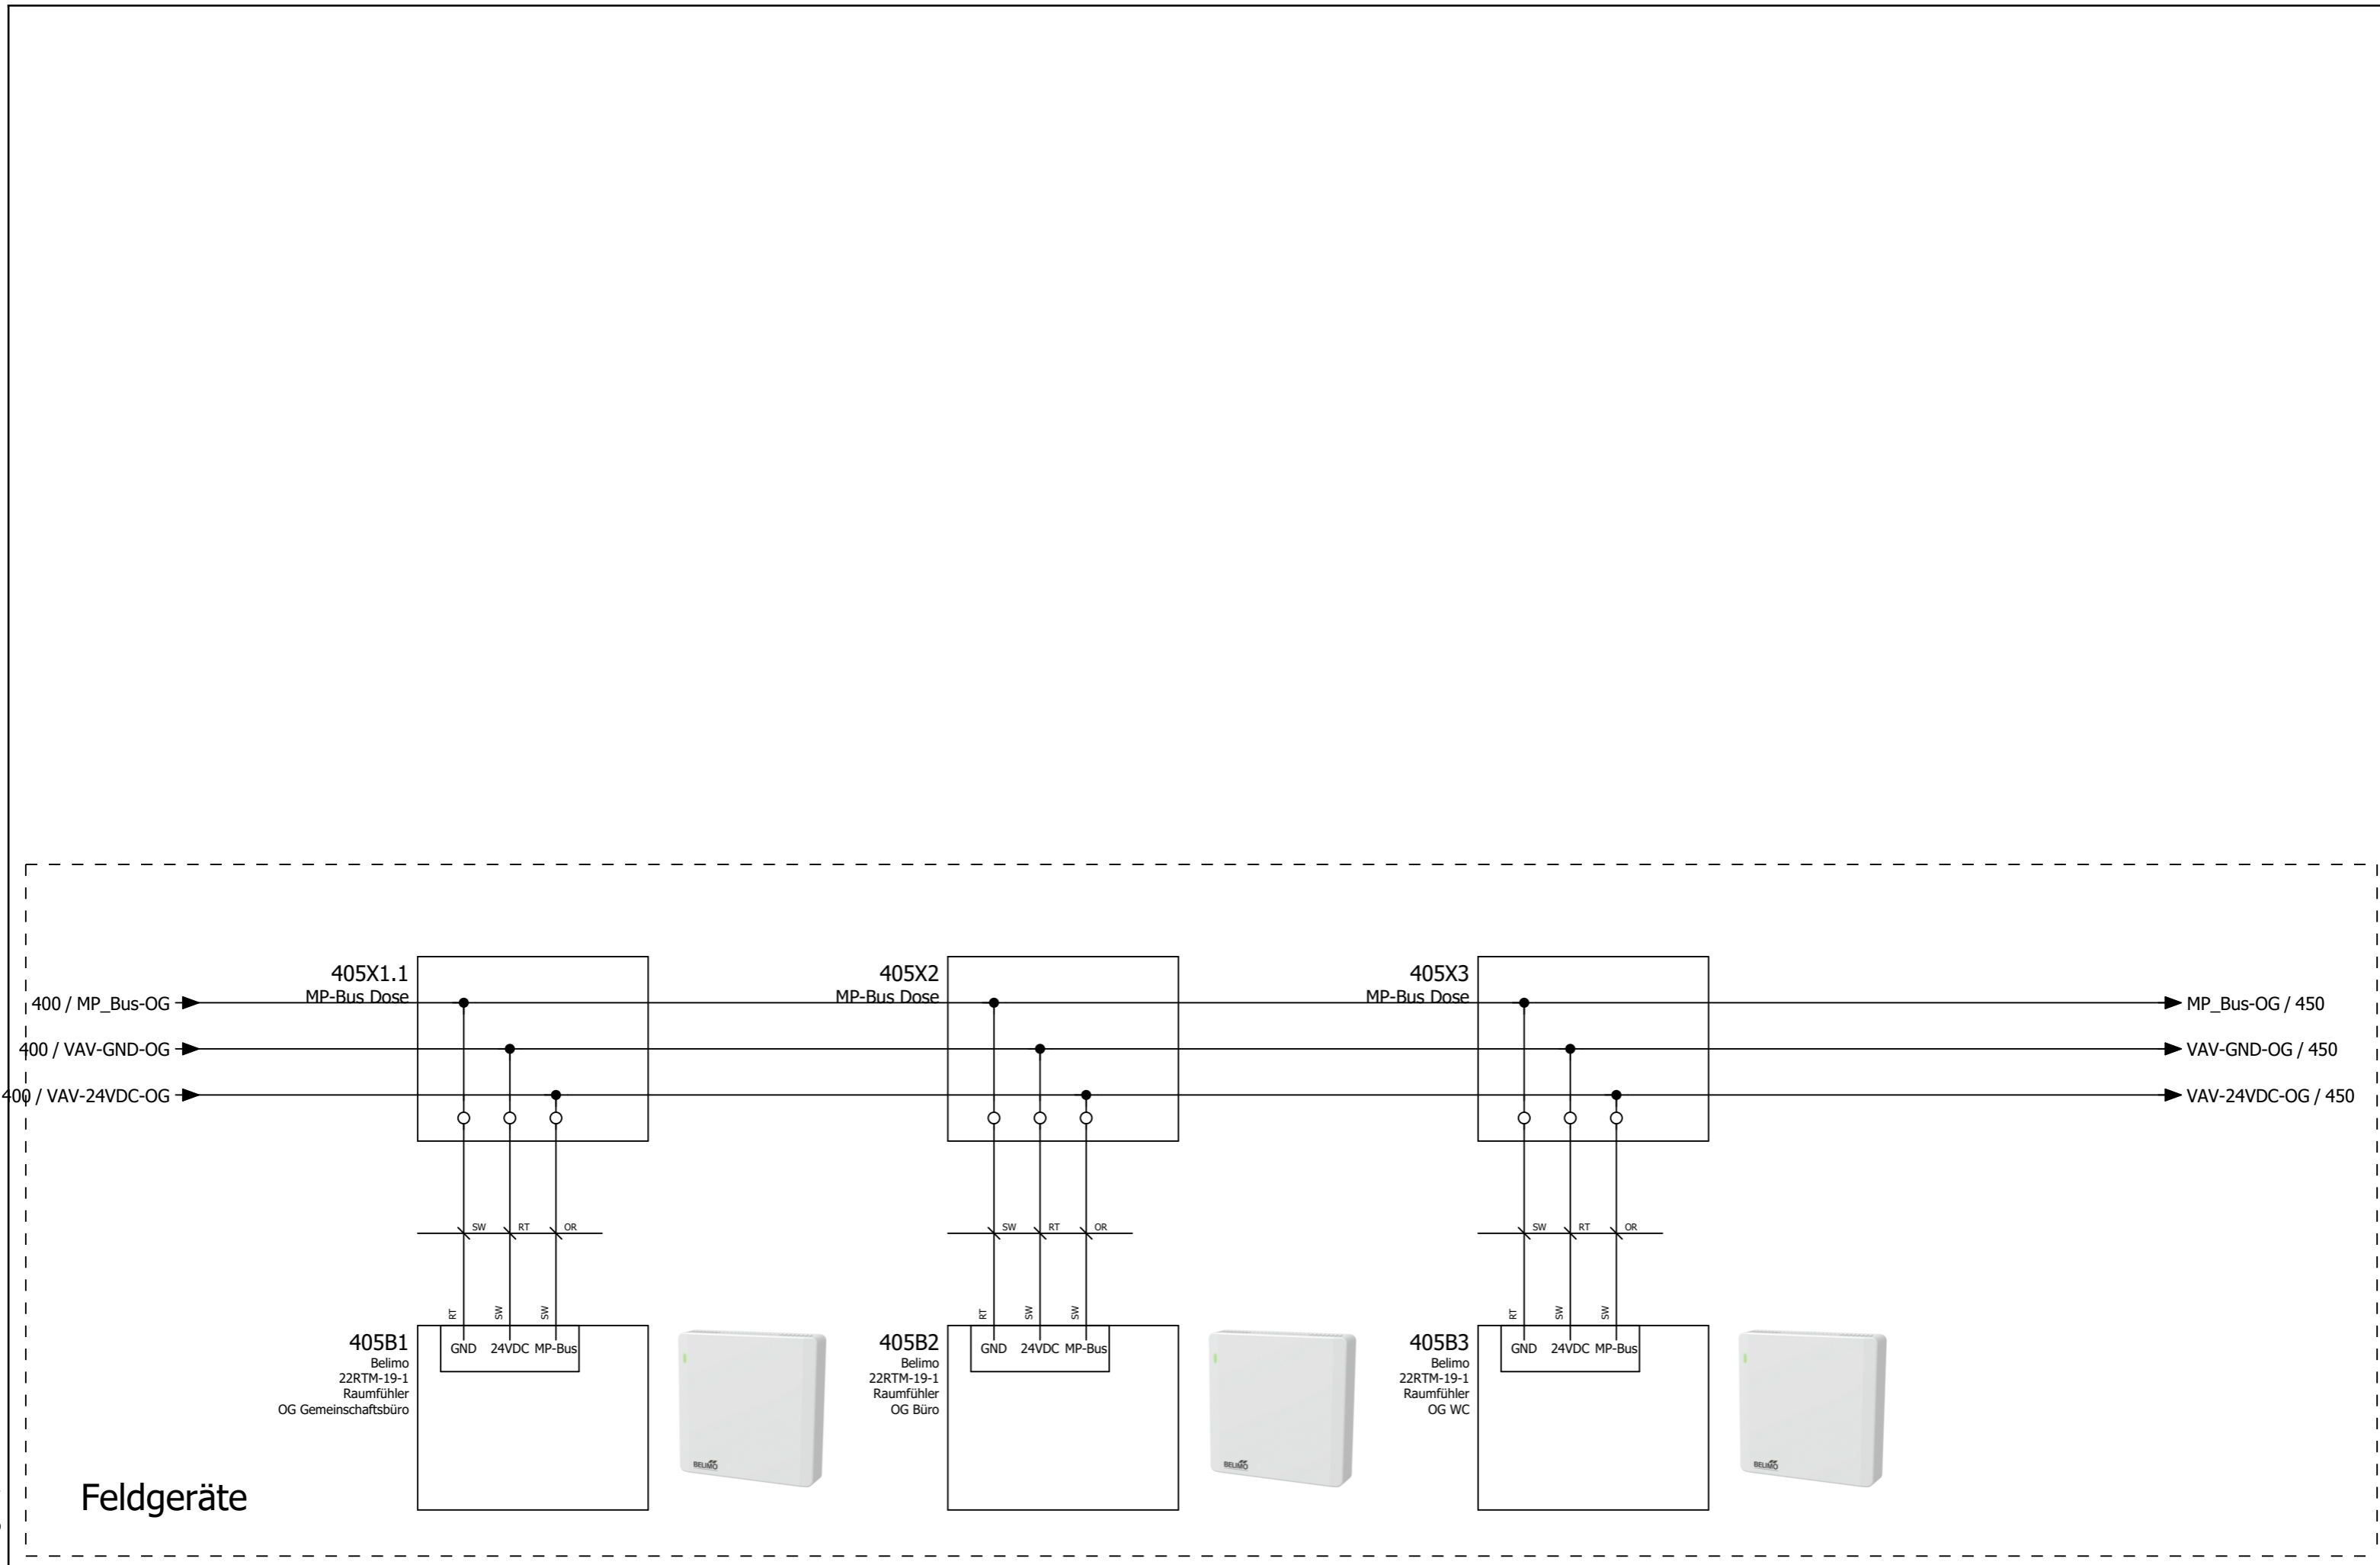 405X1.1
MP-Bus Dose
405X2
MP-Bus Dose
405X3
MP-Bus Dose
400 / MP_Bus-OG
MP_Bus-OG / 450
400 / VAV-GND-OG
VAV-GND-OG / 450
400 / VAV-24VDC-OG
VAV-24VDC-OG / 450
SW RT OR
SW RT OR
SW RT OR
RT SW SW
RT SW SW
RT SW SW
405B1
Belimo
22RTM-19-1
Raumfühler
OG Gemeinschaftsbüro
GND 24VDC MP-Bus
BELIMO
405B2
Belimo
22RTM-19-1
Raumfühler
OG Büro
GND 24VDC MP-Bus
BELIMO
405B3
Belimo
22RTM-19-1
Raumfühler
OG WC
GND 24VDC MP-Bus
BELIMO
Feldgeräte